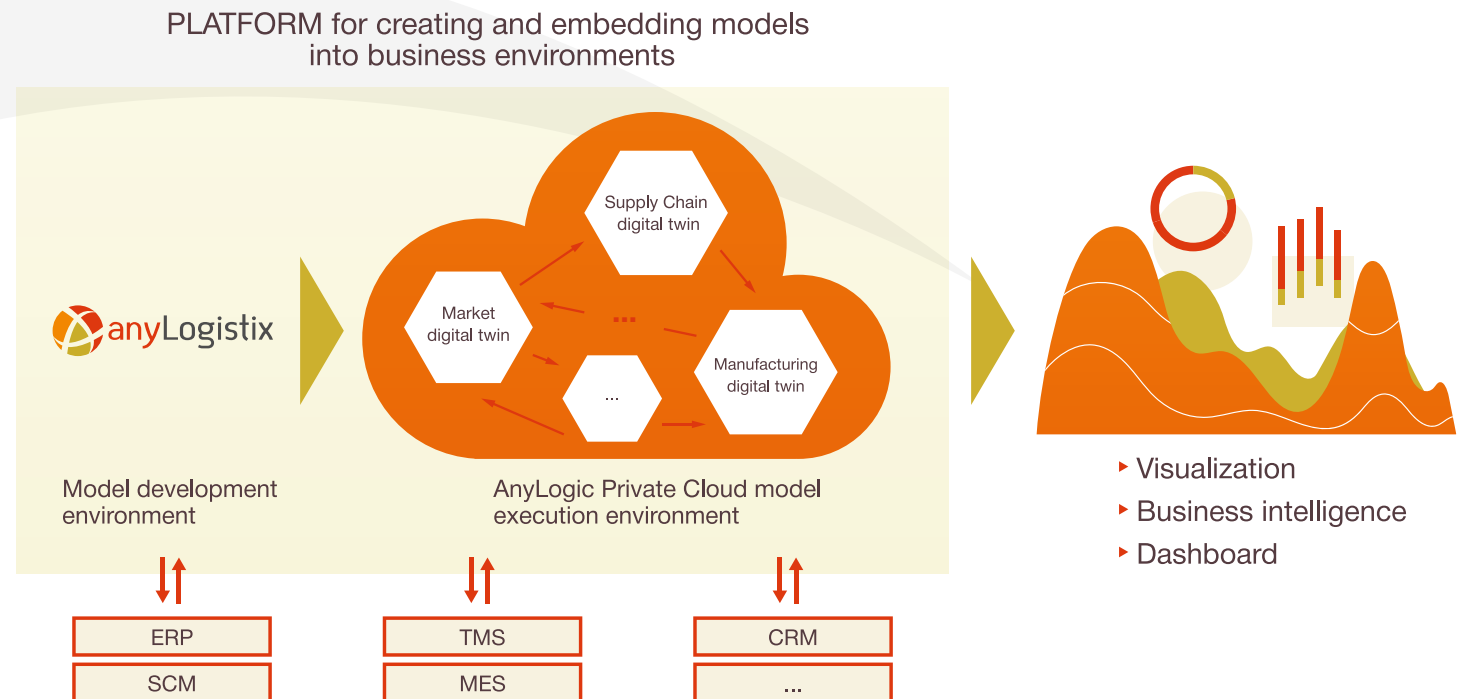 PLATFORM for creating and embedding models
into business environments
Supply Chain
digital twin
Market
digital twin
...
Manufacturing
digital twin
...
anyLogistix
Model development
environment
AnyLogic Private Cloud model
execution environment
Visualization
Business intelligence
Dashboard
ERP
TMS
CRM
SCM
MES
...